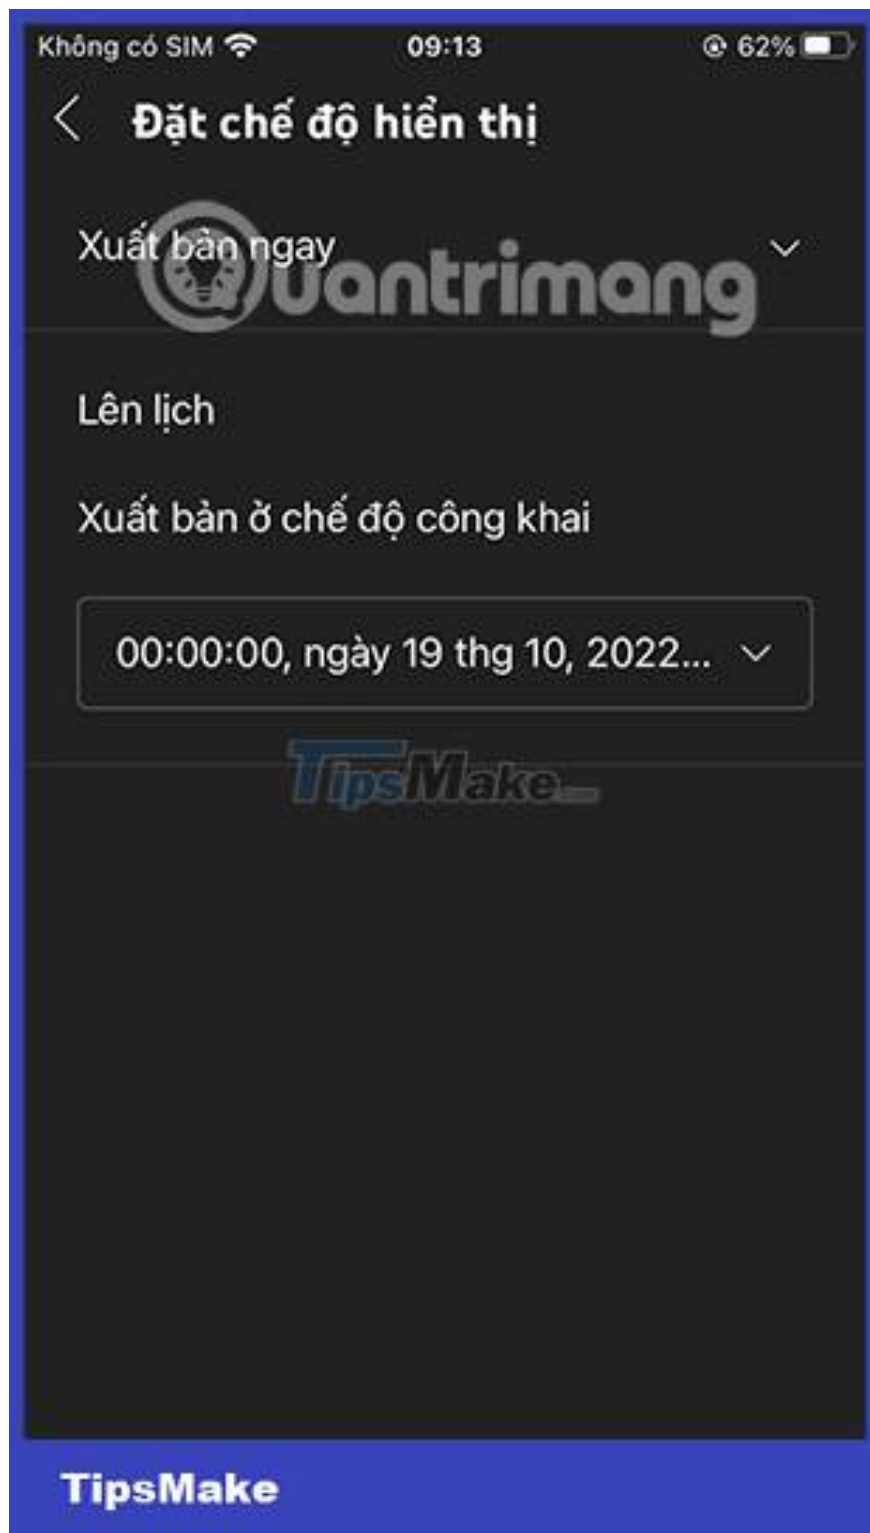 Không có SIM 09:13 62%
Đặt chế độ hiển thị
Xuất bản ngay
Quantrimang
Lên lịch
Xuất bản ở chế độ công khai
00:00:00, ngày 19 thg 10, 2022...
TipsMake
TipsMake